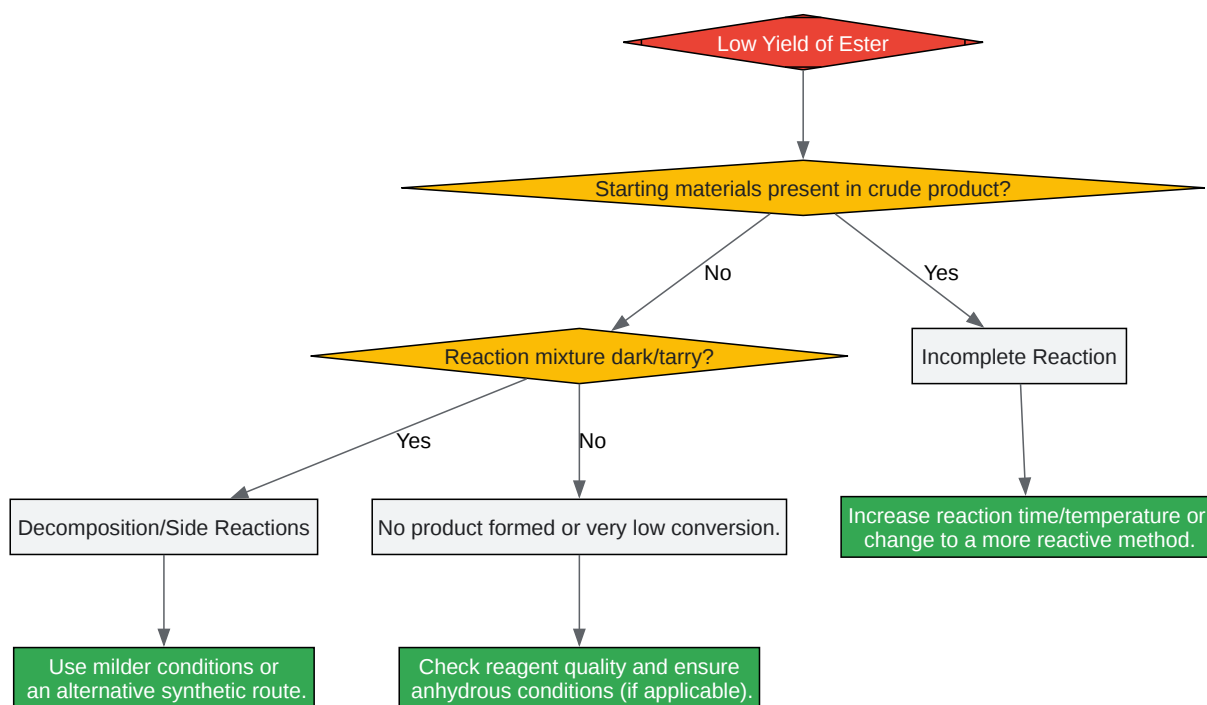 Low Yield of Ester
Starting materials present in crude product?
No
Yes
Reaction mixture dark/tarry?
Incomplete Reaction
Yes
No
Decomposition/Side Reactions
No product formed or very low conversion.
Increase reaction time/temperature or
change to a more reactive method.
Use milder conditions or
an alternative synthetic route.
Check reagent quality and ensure
anhydrous conditions (if applicable).